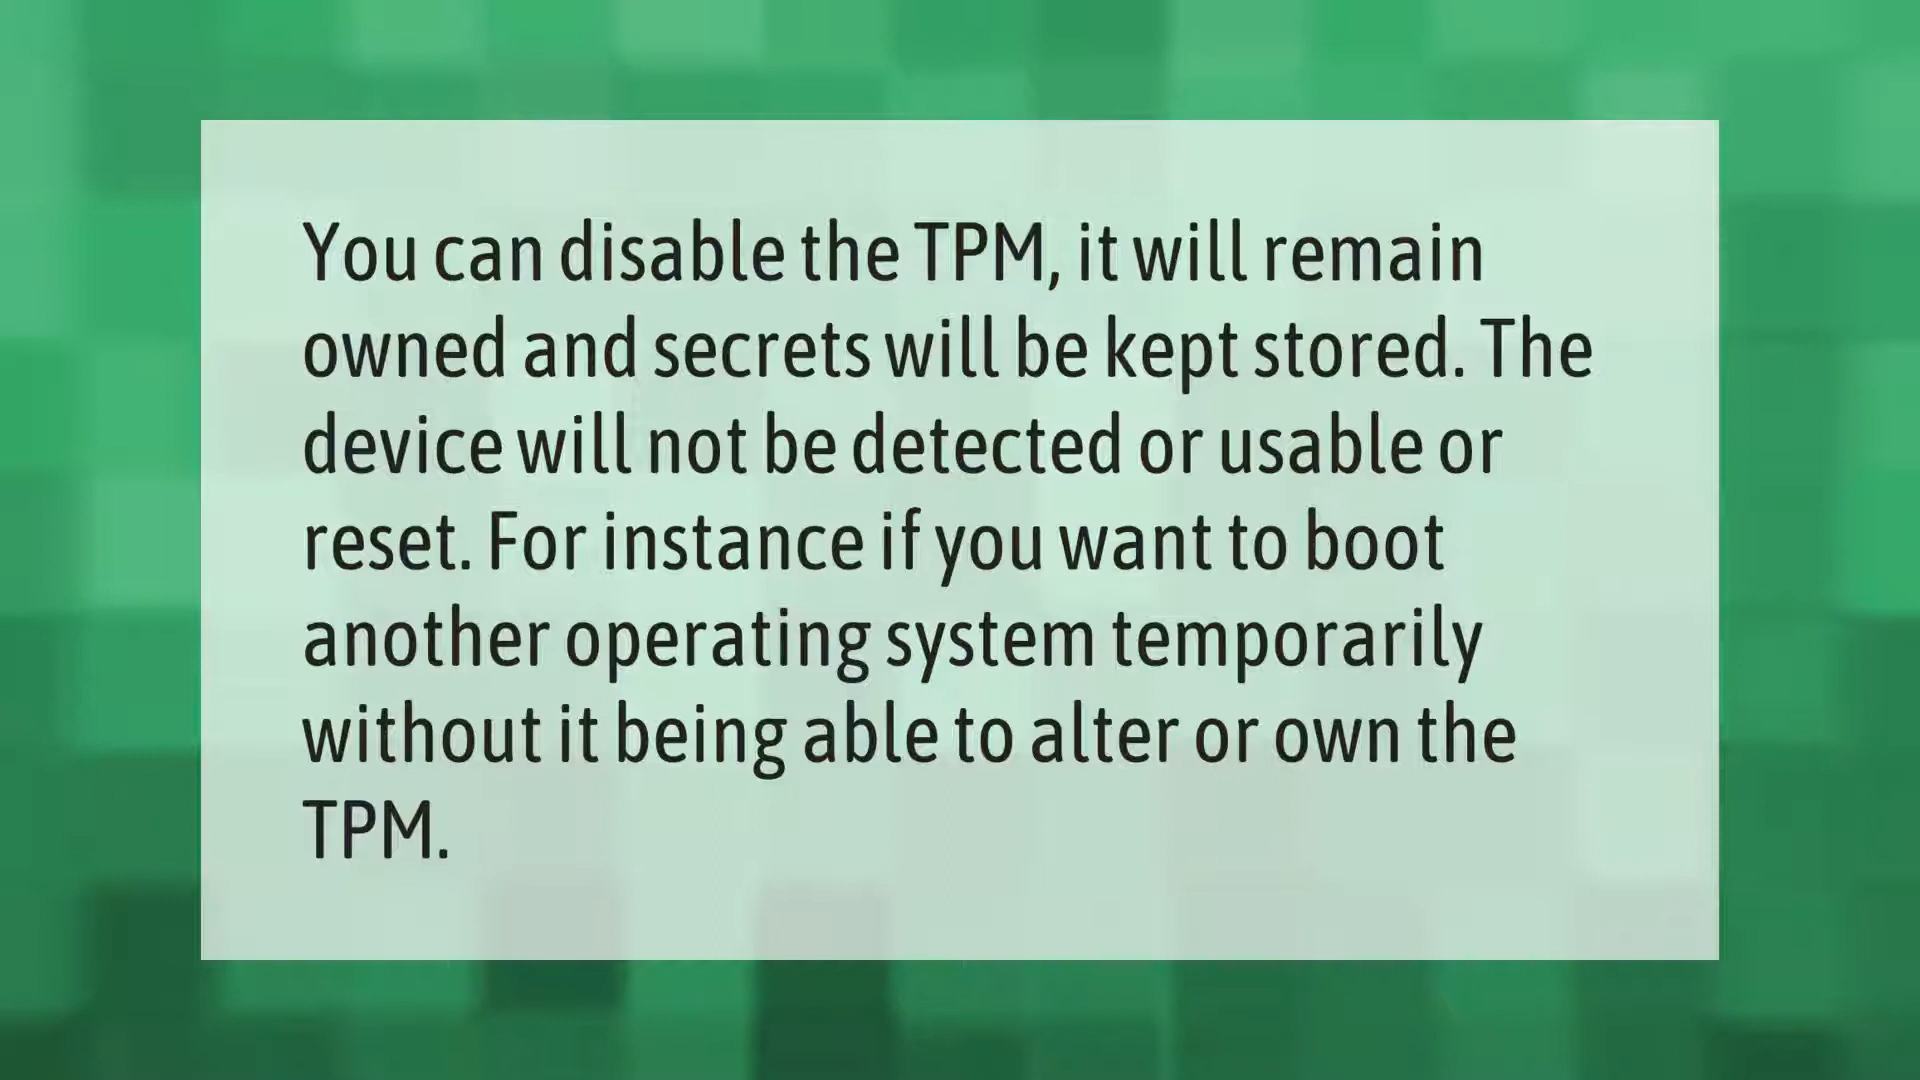 You can disable the TPM, it will remain
owned and secrets will be kept stored. The
device will not be detected or usable or
reset. For instance if you want to boot
another operating system temporarily
without it being able to alter or own the
TPM.